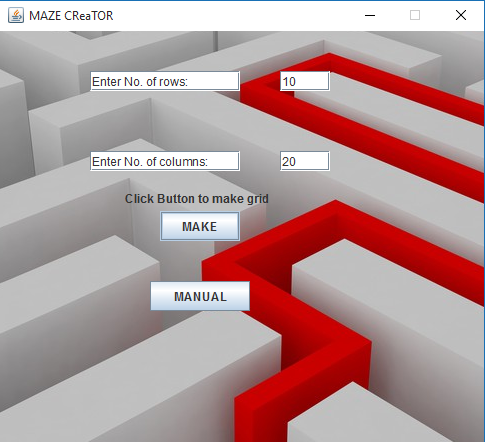 MAZE CReaTOR
Enter No. of rows: 10
Enter No. of columns: 20
Click Button to make grid
MAKE
MANUAL